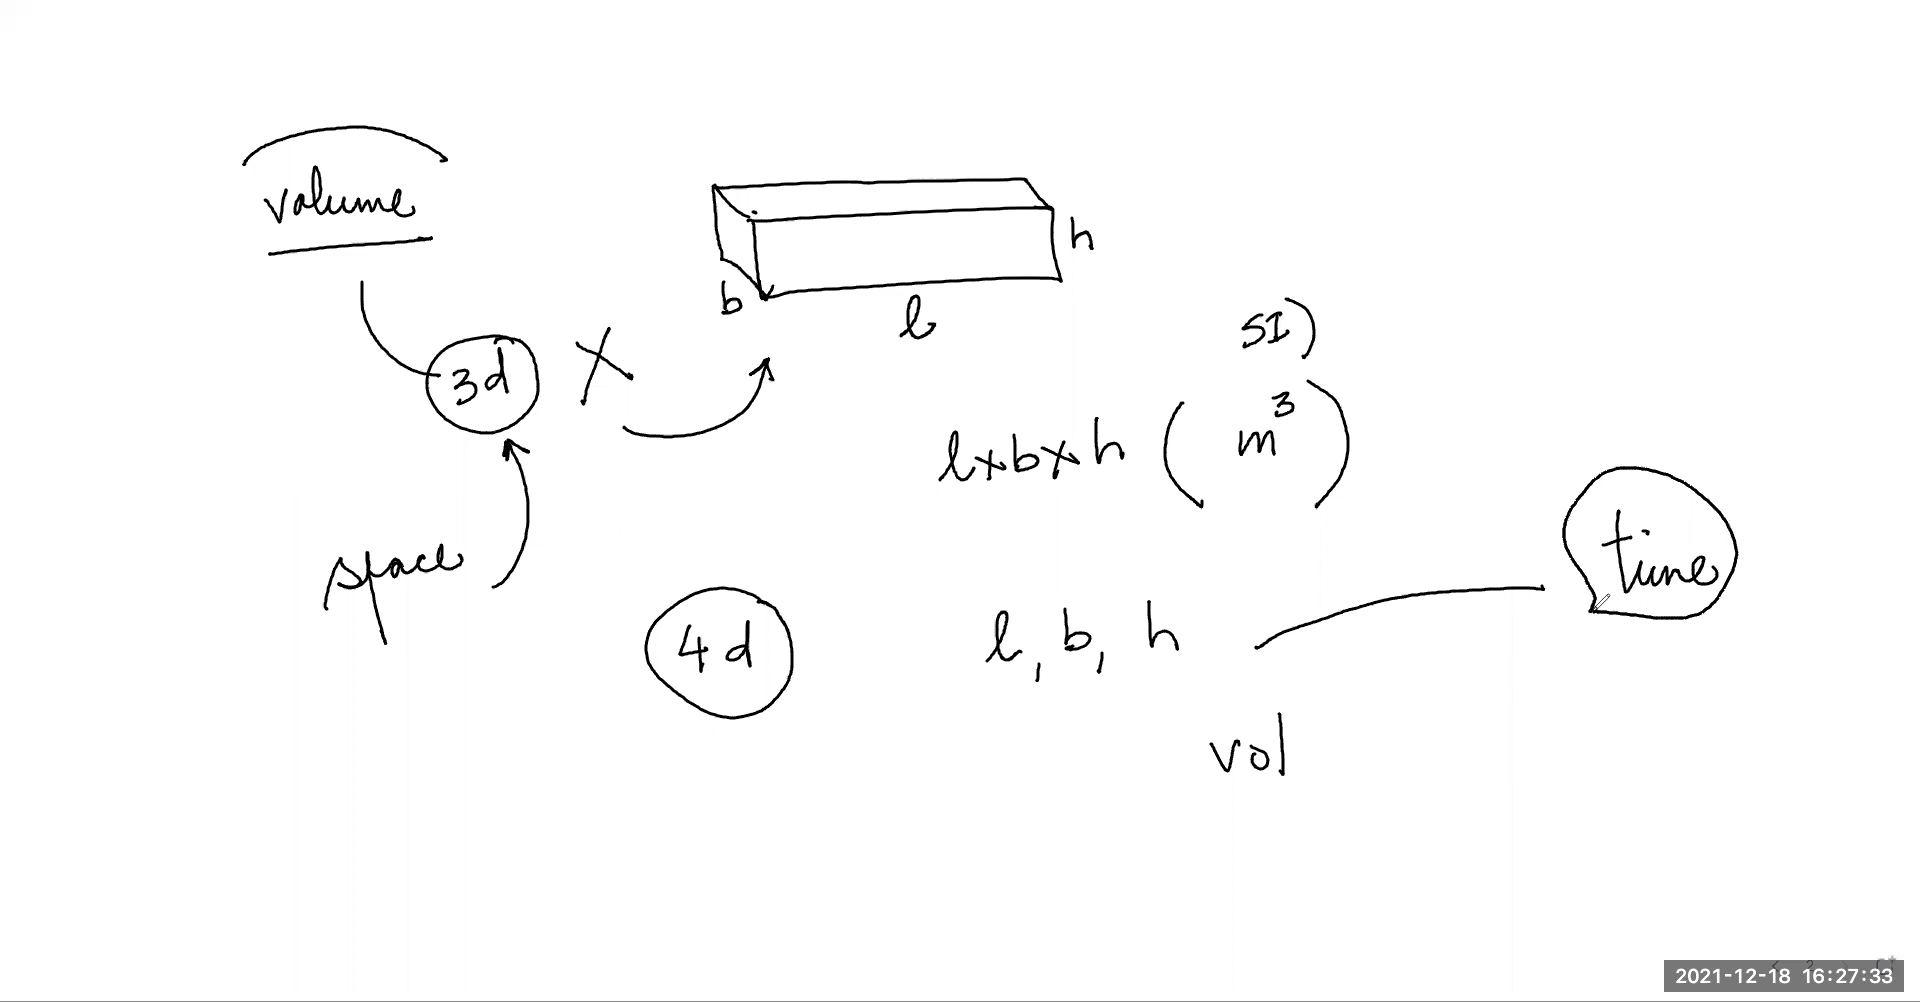 volume
h
b
l
3d
SI)
l×b×h ( m³ )
space
time
4d
l, b, h
vol
2021-12-18 16:27:33